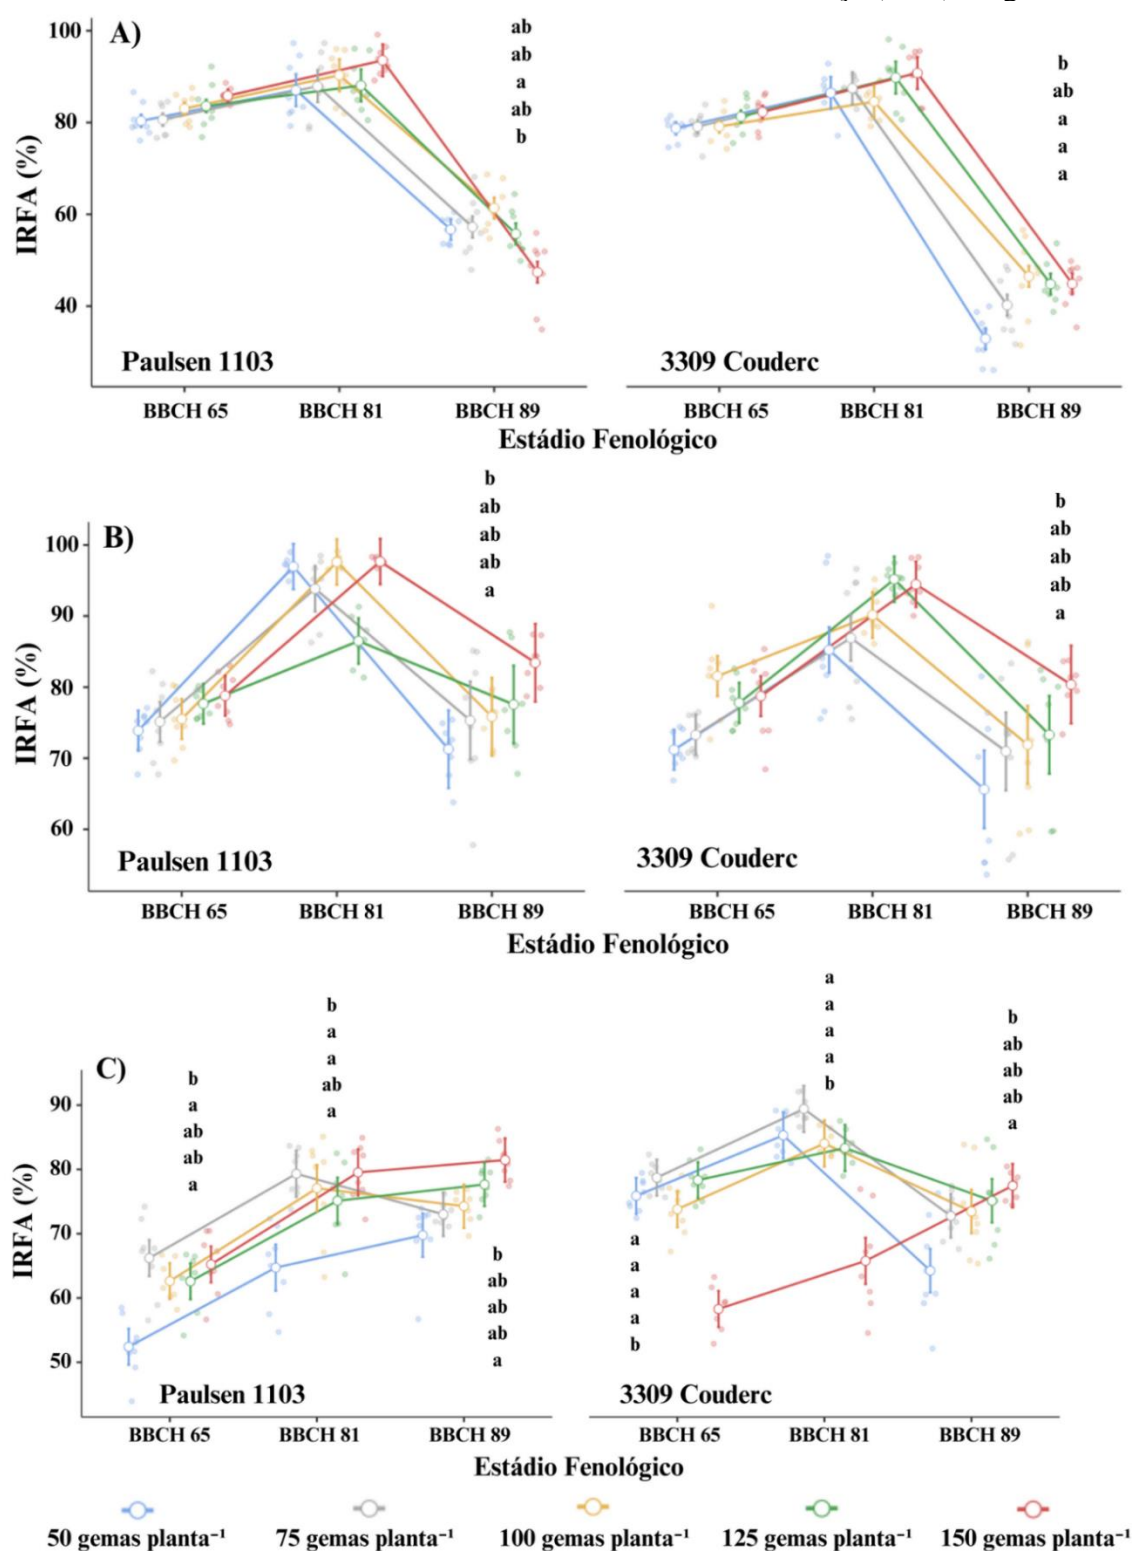 A)
100
80
60
40
IRFA (%)
ab
ab
a
ab
b
b
ab
a
a
a
Paulsen 1103
3309 Couderc
BBCH 65
BBCH 81
BBCH 89
BBCH 65
BBCH 81
BBCH 89
Estádio Fenológico
B)
100
90
80
70
60
IRFA (%)
b
ab
ab
ab
a
b
ab
ab
ab
a
Paulsen 1103
3309 Couderc
BBCH 65
BBCH 81
BBCH 89
BBCH 65
BBCH 81
BBCH 89
Estádio Fenológico
C)
90
80
70
60
50
IRFA (%)
b
a
ab
ab
a
b
a
a
ab
a
b
ab
ab
ab
a
a
a
a
a
b
a
a
a
a
b
b
ab
ab
ab
a
Paulsen 1103
3309 Couderc
BBCH 65
BBCH 81
BBCH 89
BBCH 65
BBCH 81
BBCH 89
Estádio Fenológico
50 gemas planta⁻¹
75 gemas planta⁻¹
100 gemas planta⁻¹
125 gemas planta⁻¹
150 gemas planta⁻¹